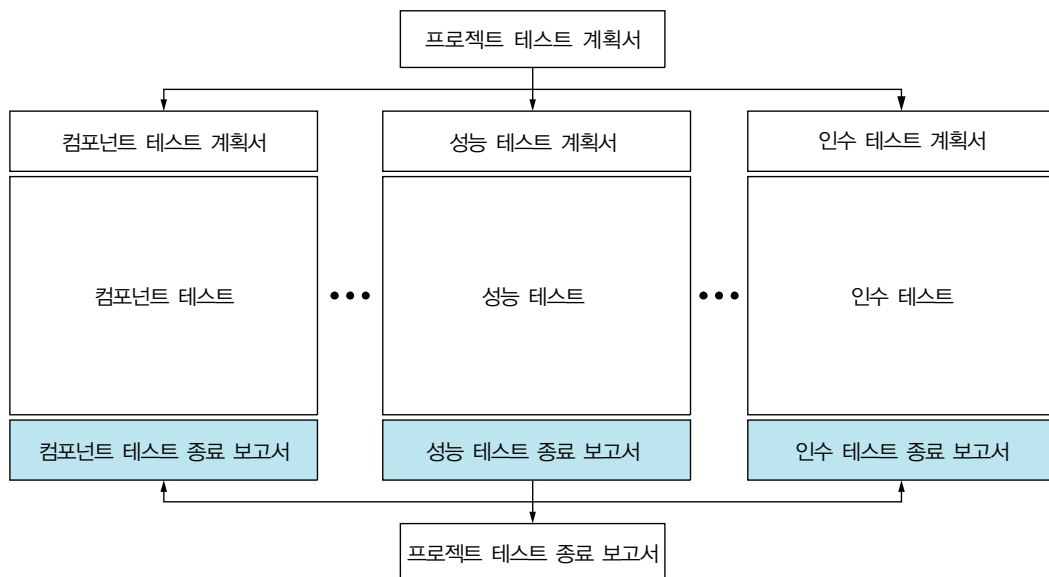 프로젝트 테스트 계획서
컴포넌트 테스트 계획서
성능 테스트 계획서
인수 테스트 계획서
컴포넌트 테스트
성능 테스트
인수 테스트
컴포넌트 테스트 종료 보고서
성능 테스트 종료 보고서
인수 테스트 종료 보고서
프로젝트 테스트 종료 보고서